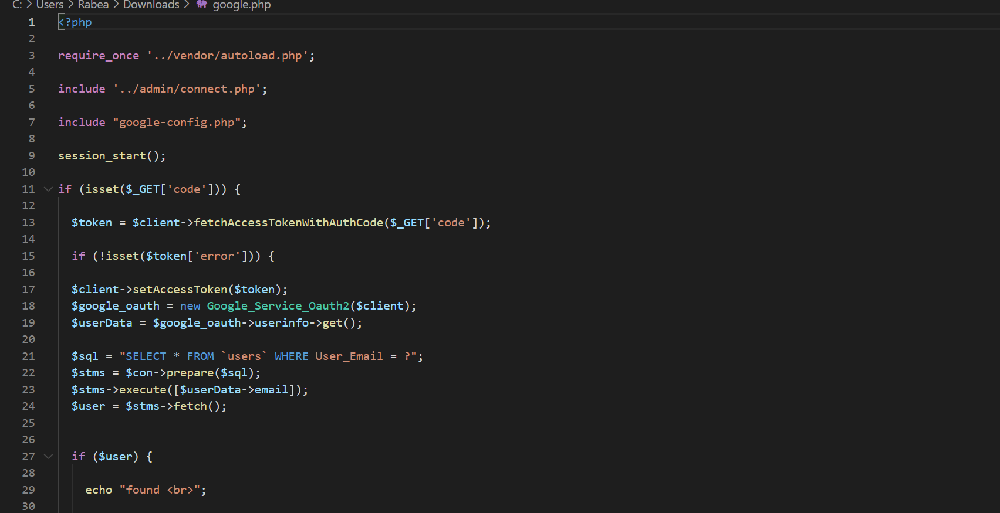 C: > Users > Rabea > Downloads > google.php
1 <?php
2
3 require_once '../vendor/autoload.php';
4
5 include '../admin/connect.php';
6
7 include "google-config.php";
8
9 session_start();
10
11 if (isset($_GET['code'])) {
12
13 $token = $client->fetchAccessTokenWithAuthCode($_GET['code']);
14
15 if (!isset($token['error'])) {
16
17 $client->setAccessToken($token);
18 $google_oauth = new Google_Service_Oauth2($client);
19 $userData = $google_oauth->userinfo->get();
20
21 $sql = "SELECT * FROM `users` WHERE User_Email = ?";
22 $stms = $con->prepare($sql);
23 $stms->execute([$userData->email]);
24 $user = $stms->fetch();
25
26
27 if ($user) {
28
29 echo "found <br>";
30